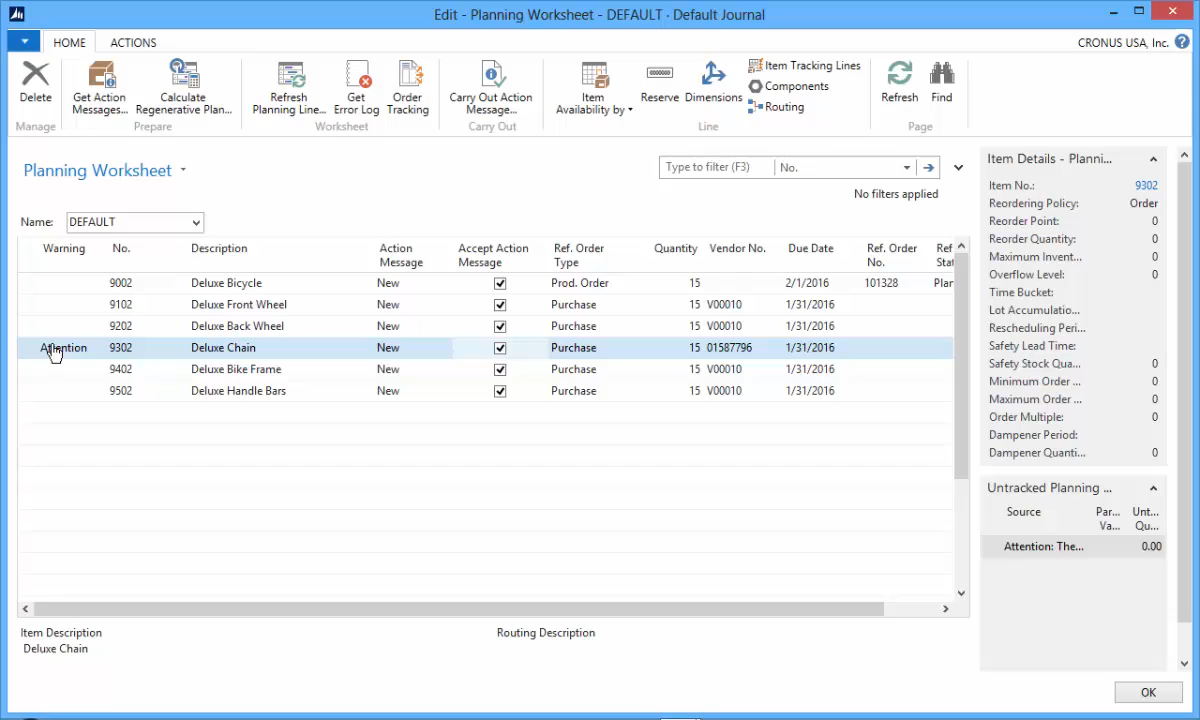 Edit - Planning Worksheet - DEFAULT · Default Journal
HOME ACTIONS
CRONUS USA, Inc.
Delete
Get Action Messages...
Calculate Regenerative Plan...
Refresh Planning Line...
Get Error Log
Order Tracking
Carry Out Action Message...
Item Availability by
Reserve
Dimensions
Item Tracking Lines
Components
Routing
Refresh
Find
Manage Prepare Worksheet Carry Out Line Page
Planning Worksheet
Type to filter (F3) No.
No filters applied
Name: DEFAULT
Warning No. Description Action Message Accept Action Message Ref. Order Type Quantity Vendor No. Due Date Ref. Order No. Ref Stat
9002 Deluxe Bicycle New Prod. Order 15 2/1/2016 101328 Plar
9102 Deluxe Front Wheel New Purchase 15 V00010 1/31/2016
9202 Deluxe Back Wheel New Purchase 15 V00010 1/31/2016
Attention 9302 Deluxe Chain New Purchase 15 01587796 1/31/2016
9402 Deluxe Bike Frame New Purchase 15 V00010 1/31/2016
9502 Deluxe Handle Bars New Purchase 15 V00010 1/31/2016
Item Description
Deluxe Chain
Routing Description
Item Details - Planni...
Item No.: 9302
Reordering Policy: Order
Reorder Point: 0
Reorder Quantity: 0
Maximum Invent... 0
Overflow Level: 0
Time Bucket:
Lot Accumulatio...
Rescheduling Peri...
Safety Lead Time:
Safety Stock Qua... 0
Minimum Order ... 0
Maximum Order ... 0
Order Multiple: 0
Dampener Period:
Dampener Quanti... 0
Untracked Planning ...
Source Par... Va... Unt... Qu...
Attention: The... 0.00
OK